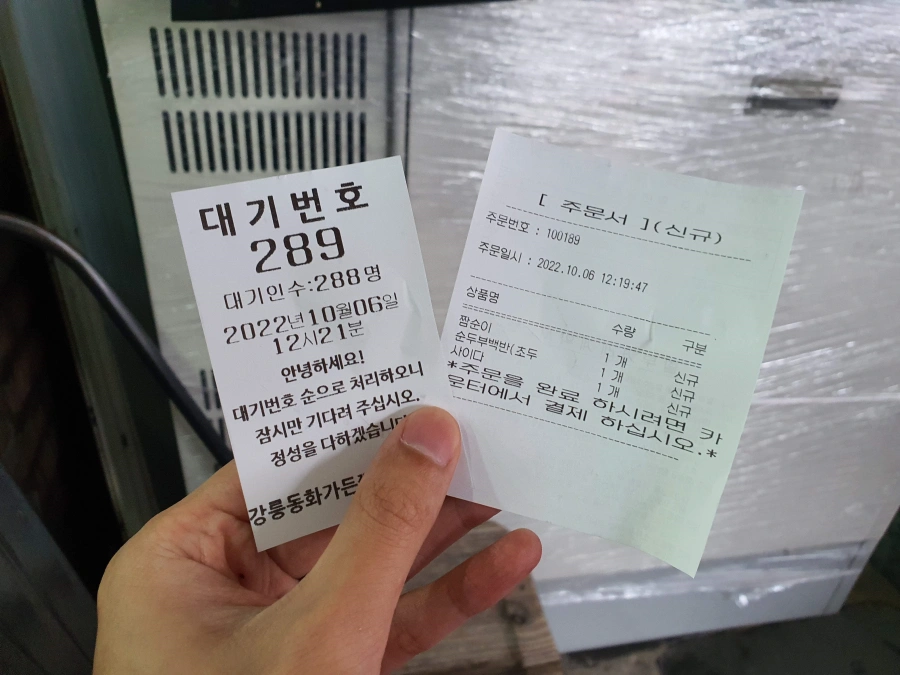 대기번호
289
대기인수:288명
2022년10월06일
12시21분
안녕하세요!
대기번호 순으로 처리하오니
잠시만 기다려 주십시오.
정성을 다하겠습니다
강릉동화가든
[ 주문서 ](신규)
주문번호 : 100189
주문일시 : 2022.10.06 12:19:47
상품명 수량 구분
짬순이 1 개 신규
순두부백반(조두 1 개 신규
사이다 1 개 신규
*주문을 완료 하시려면 카
운터에서 결제 하십시오.*